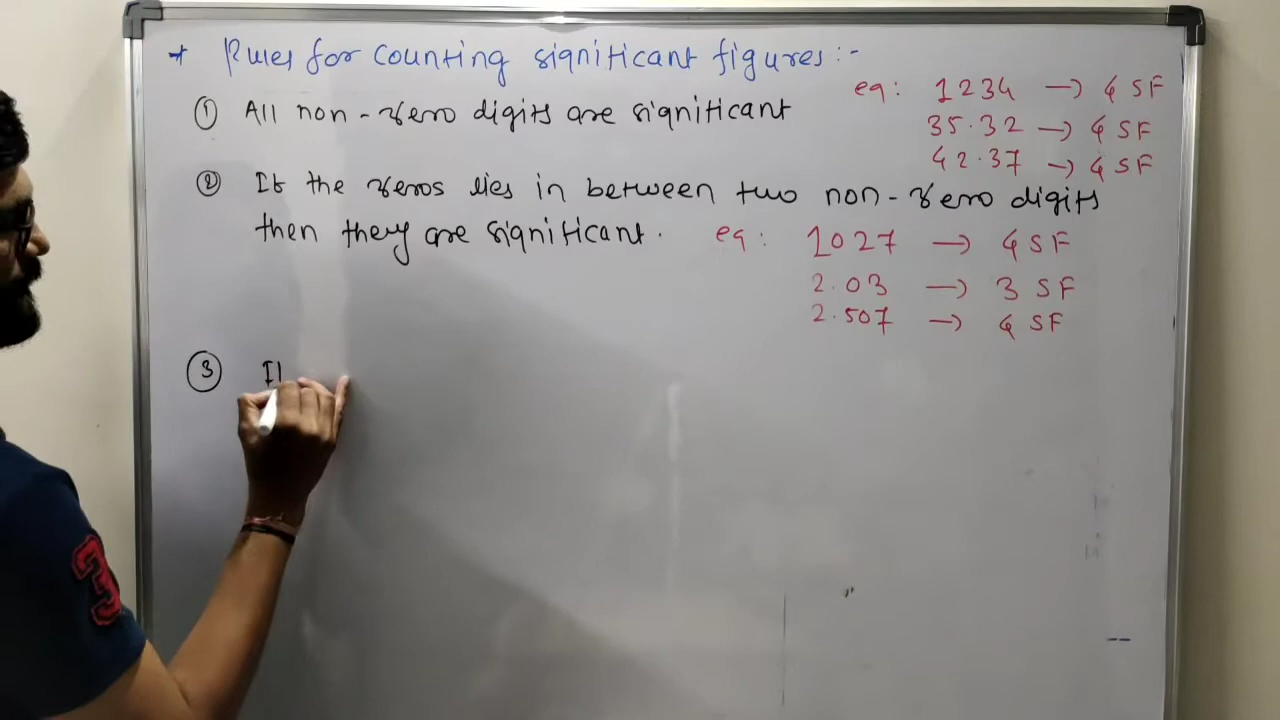 * Rules for counting significant figures :-
① All non-zero digits are significant eg: 1234 → 4 SF
35.32 → 4 SF
42.37 → 4 SF
② If the zeros lies in between two non-zero digits
then they are significant. eg: 1027 → 4 SF
2.03 → 3 SF
2.507 → 4 SF
③ If
3